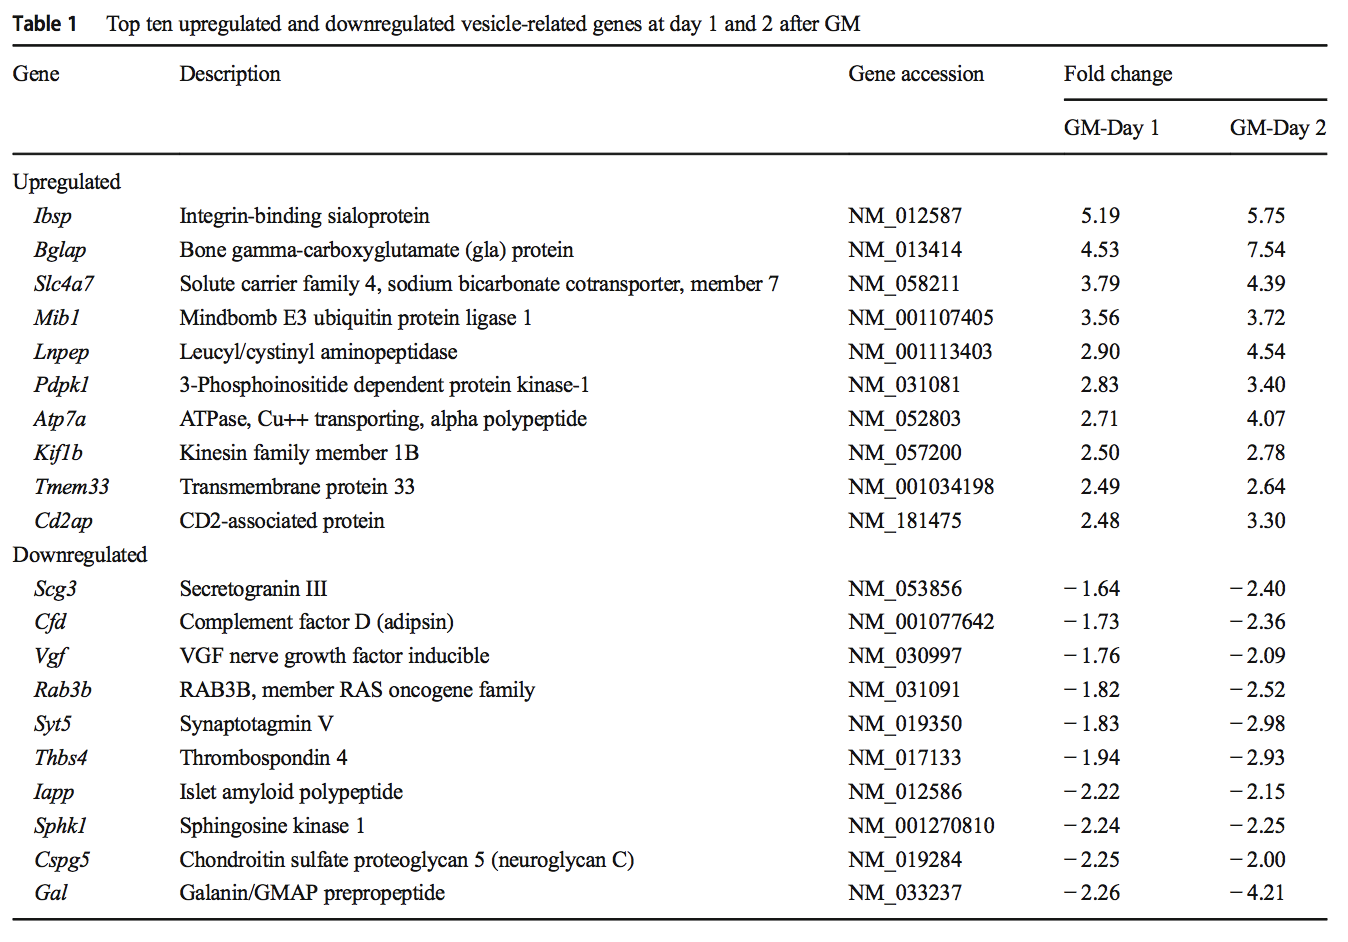 Table 1 Top ten upregulated and downregulated vesicle-related genes at day 1 and 2 after GM
Gene Description Gene accession Fold change
GM-Day 1 GM-Day 2
Upregulated
Ibsp Integrin-binding sialoprotein NM_012587 5.19 5.75
Bglap Bone gamma-carboxyglutamate (gla) protein NM_013414 4.53 7.54
Slc4a7 Solute carrier family 4, sodium bicarbonate cotransporter, member 7 NM_058211 3.79 4.39
Mib1 Mindbomb E3 ubiquitin protein ligase 1 NM_001107405 3.56 3.72
Lnpep Leucyl/cystinyl aminopeptidase NM_001113403 2.90 4.54
Pdpk1 3-Phosphoinositide dependent protein kinase-1 NM_031081 2.83 3.40
Atp7a ATPase, Cu++ transporting, alpha polypeptide NM_052803 2.71 4.07
Kif1b Kinesin family member 1B NM_057200 2.50 2.78
Tmem33 Transmembrane protein 33 NM_001034198 2.49 2.64
Cd2ap CD2-associated protein NM_181475 2.48 3.30
Downregulated
Scg3 Secretogranin III NM_053856 −1.64 −2.40
Cfd Complement factor D (adipsin) NM_001077642 −1.73 −2.36
Vgf VGF nerve growth factor inducible NM_030997 −1.76 −2.09
Rab3b RAB3B, member RAS oncogene family NM_031091 −1.82 −2.52
Syt5 Synaptotagmin V NM_019350 −1.83 −2.98
Thbs4 Thrombospondin 4 NM_017133 −1.94 −2.93
Iapp Islet amyloid polypeptide NM_012586 −2.22 −2.15
Sphk1 Sphingosine kinase 1 NM_001270810 −2.24 −2.25
Cspg5 Chondroitin sulfate proteoglycan 5 (neuroglycan C) NM_019284 −2.25 −2.00
Gal Galanin/GMAP prepropeptide NM_033237 −2.26 −4.21